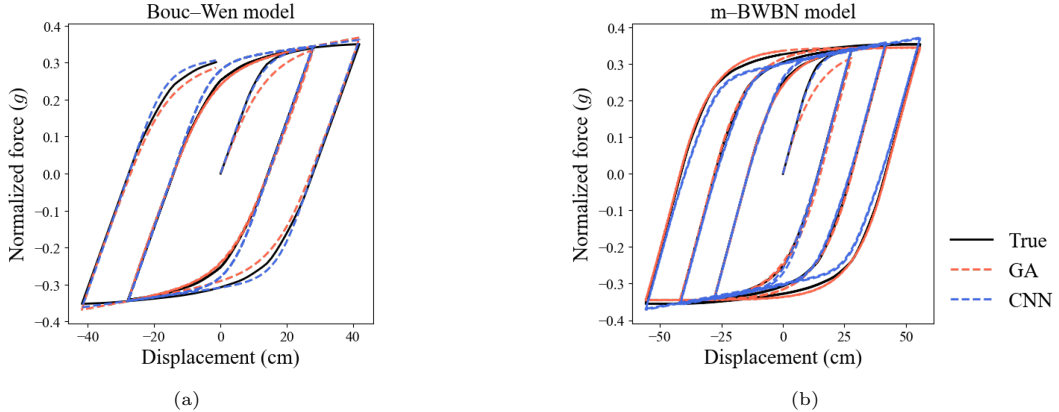 Bouc–Wen model
Normalized force (g)
0.4
0.3
0.2
0.1
0.0
−0.1
−0.2
−0.3
−0.4
−40
−20
0
20
40
Displacement (cm)
(a)
m–BWBN model
Normalized force (g)
0.4
0.3
0.2
0.1
0.0
−0.1
−0.2
−0.3
−0.4
−50
−25
0
25
50
Displacement (cm)
(b)
True
GA
CNN